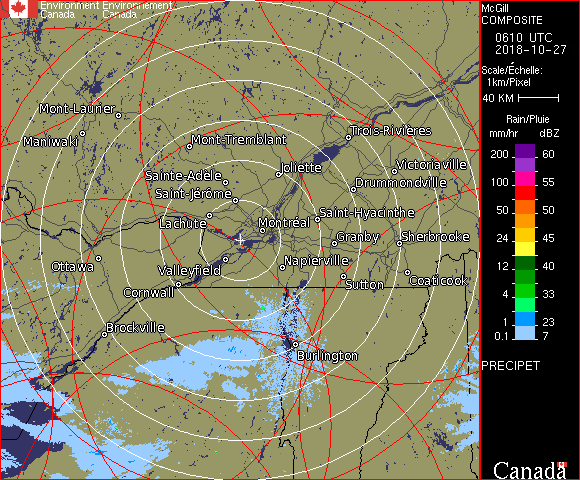 Environment Environnement
Canada Canada
McGill
COMPOSITE
0610 UTC
2018-10-27
Scale/Échelle:
1km/Pixel
40 KM
Rain/Pluie
mm/hr dBZ
200 60
100 55
50 50
24 45
12 40
4 33
1 23
0.1 7
PRECIPET
Canada
Mont-Laurier
Maniwaki
Mont-Tremblant
Trois-Rivières
Joliette
Victoriaville
Sainte-Adèle
Drummondville
Saint-Jérôme
Saint-Hyacinthe
Lachute
Montréal
Granby
Sherbrooke
Ottawa
Valleyfield
Napierville
Cornwall
Sutton
Coaticook
Brockville
Burlington